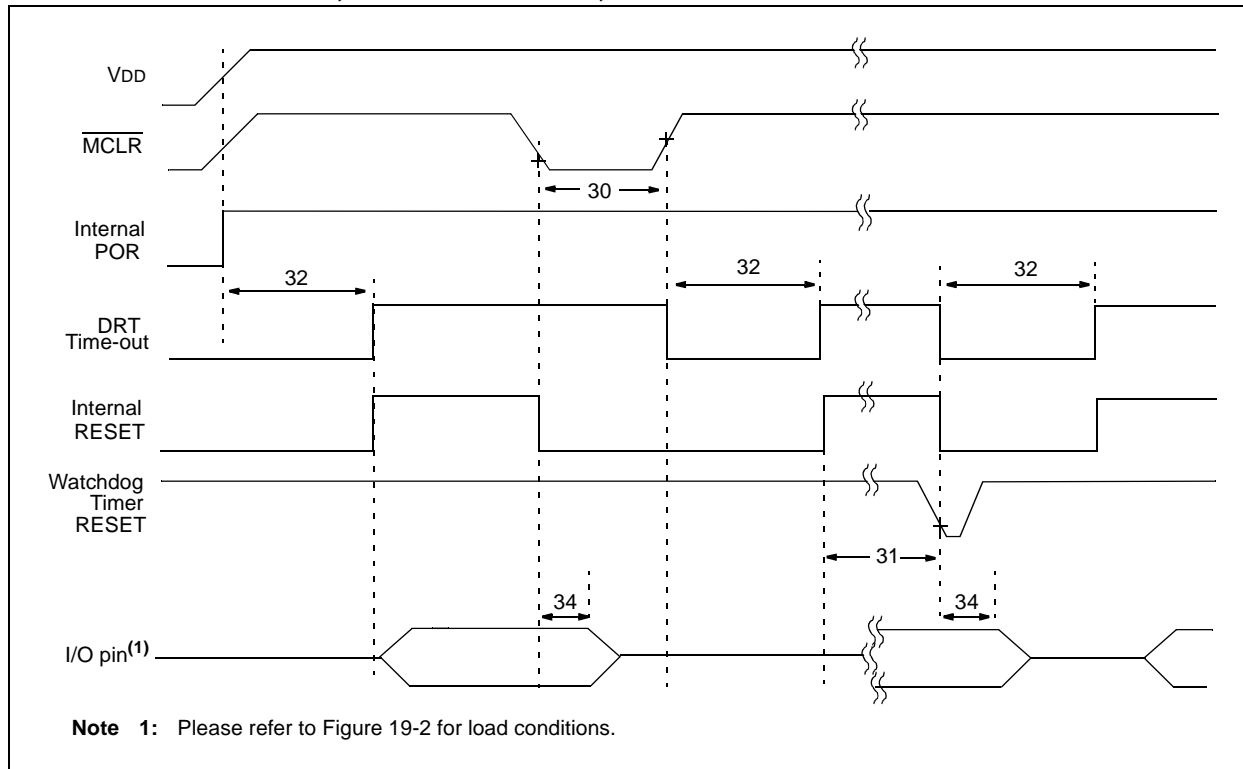 VDD
MCLR
30
Internal
POR
32
32
32
DRT
Time-out
Internal
RESET
Watchdog
Timer
RESET
31
34
34
I/O pin(1)
Note 1: Please refer to Figure 19-2 for load conditions.